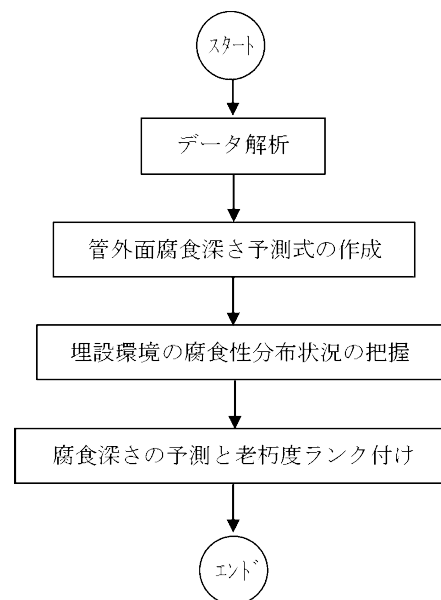 スタート
データ解析
管外面腐食深さ予測式の作成
埋設環境の腐食性分布状況の把握
腐食深さの予測と老朽度ランク付け
エンド